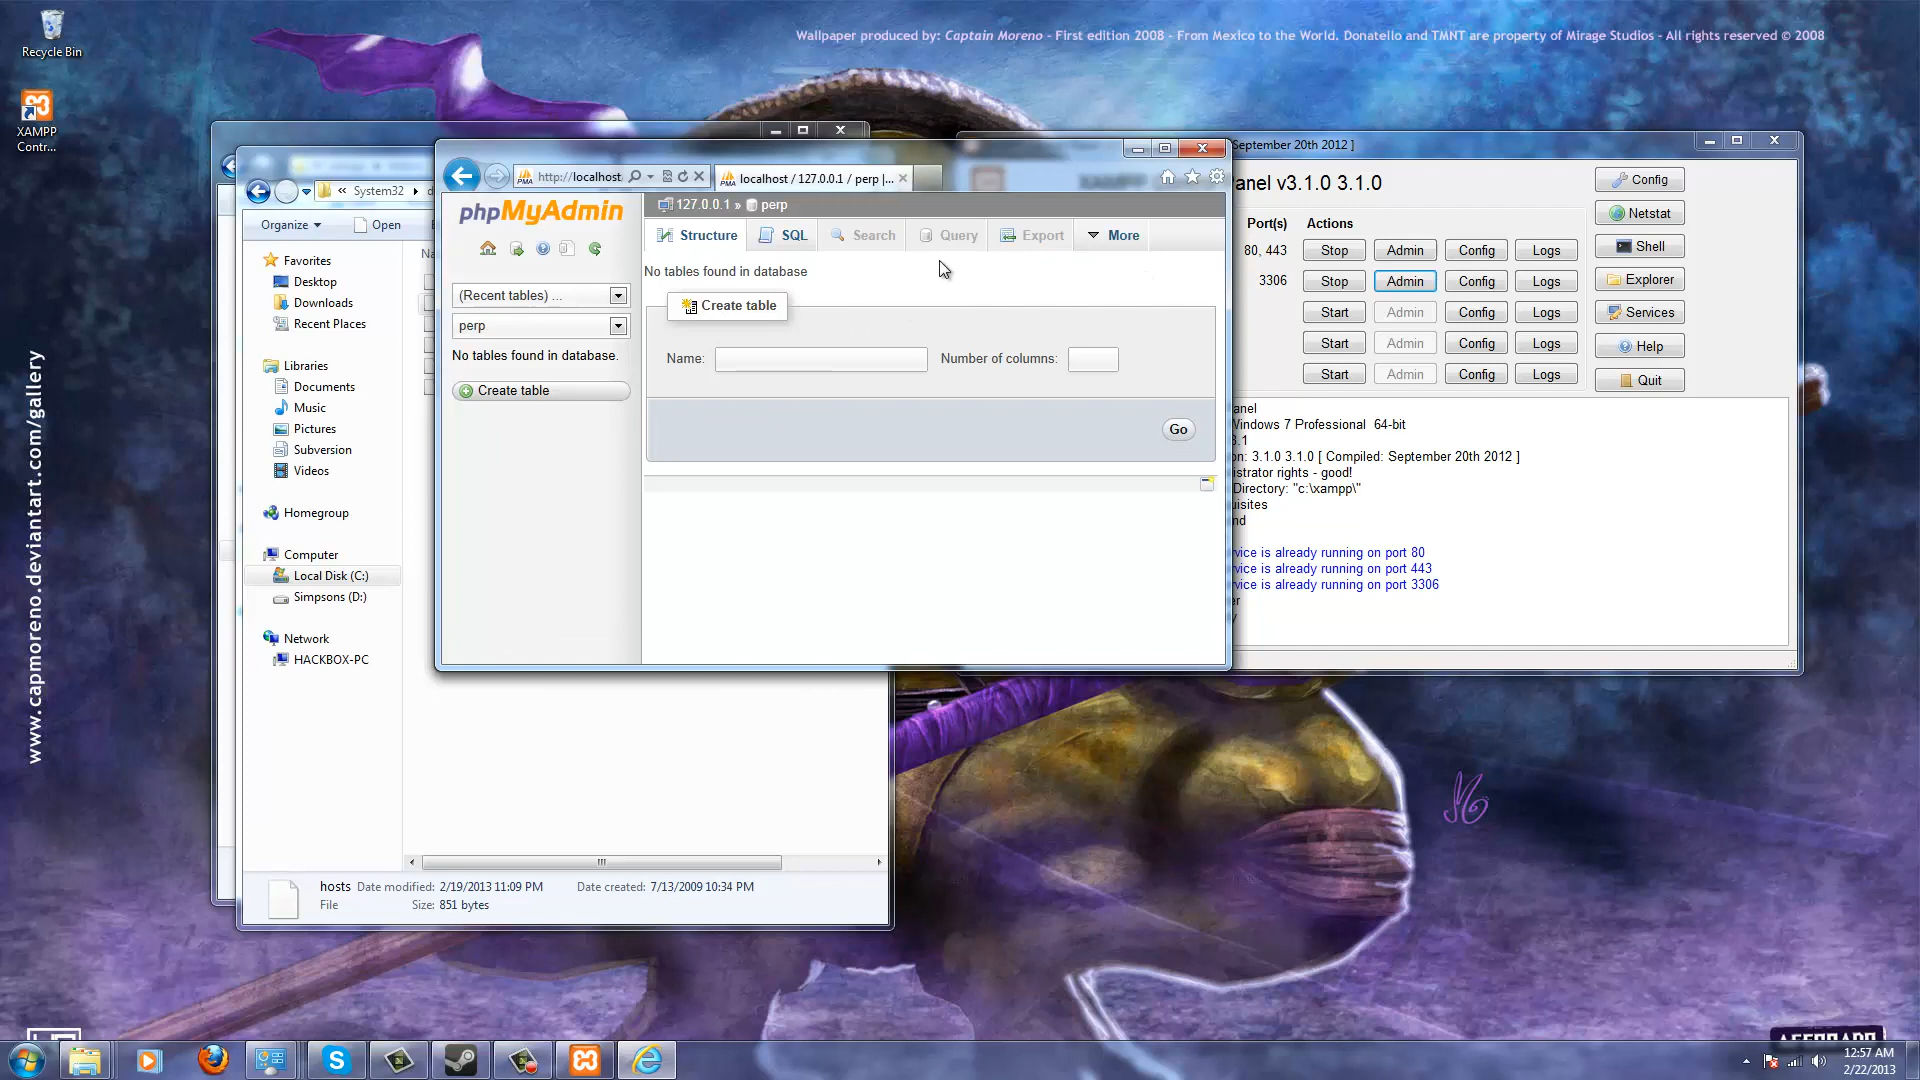 Wallpaper produced by: Captain Moreno - First edition 2008 - From Mexico to the World. Donatello and TMNT are property of Mirage Studios - All rights reserved © 2008
Recycle Bin
XAMPP
Contr...
www.capmoreno.deviantart.com/gallery
« System32
Organize
Open
Favorites
Desktop
Downloads
Recent Places
Libraries
Documents
Music
Pictures
Subversion
Videos
Homegroup
Computer
Local Disk (C:)
Simpsons (D:)
Network
HACKBOX-PC
hosts Date modified: 2/19/2013 11:09 PM Date created: 7/13/2009 10:34 PM
File Size: 851 bytes
http://localhost
localhost / 127.0.0.1 / perp |...
phpMyAdmin
(Recent tables) ...
perp
No tables found in database.
Create table
127.0.0.1 » perp
Structure SQL Search Query Export More
No tables found in database
Create table
Name: Number of columns:
Go
September 20th 2012 ]
anel v3.1.0 3.1.0
Port(s) Actions
80, 443 Stop Admin Config Logs
3306 Stop Admin Config Logs
Start Admin Config Logs
Start Admin Config Logs
Start Admin Config Logs
Config
Netstat
Shell
Explorer
Services
Help
Quit
anel
Windows 7 Professional 64-bit
3.1
on: 3.1.0 3.1.0 [ Compiled: September 20th 2012 ]
istrator rights - good!
Directory: "c:\xampp\"
uisites
nd
vice is already running on port 80
vice is already running on port 443
vice is already running on port 3306
er
y
12:57 AM
2/22/2013